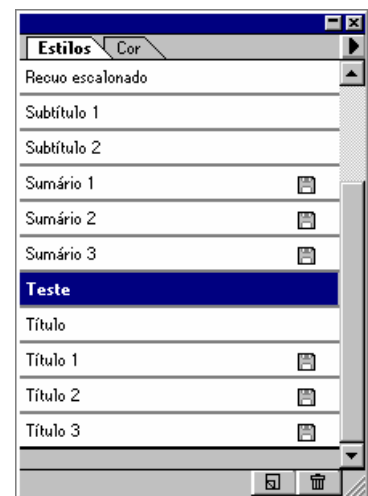 Estilos Cor
Recuo escalonado
Subtítulo 1
Subtítulo 2
Sumário 1
Sumário 2
Sumário 3
Teste
Título
Título 1
Título 2
Título 3